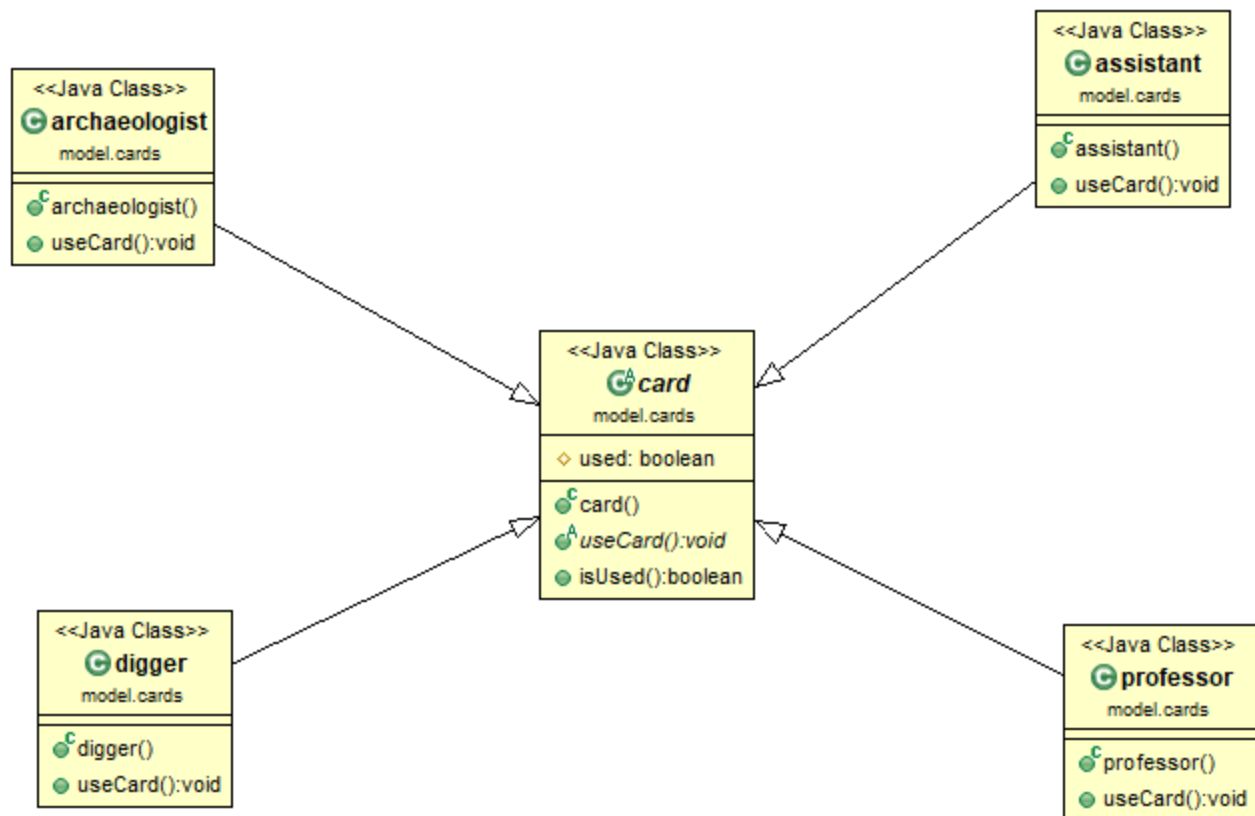 <<Java Class>>
archaeologist
model.cards
archaeologist()
useCard():void
<<Java Class>>
assistant
model.cards
assistant()
useCard():void
<<Java Class>>
card
model.cards
used: boolean
card()
useCard():void
isUsed():boolean
<<Java Class>>
digger
model.cards
digger()
useCard():void
<<Java Class>>
professor
model.cards
professor()
useCard():void